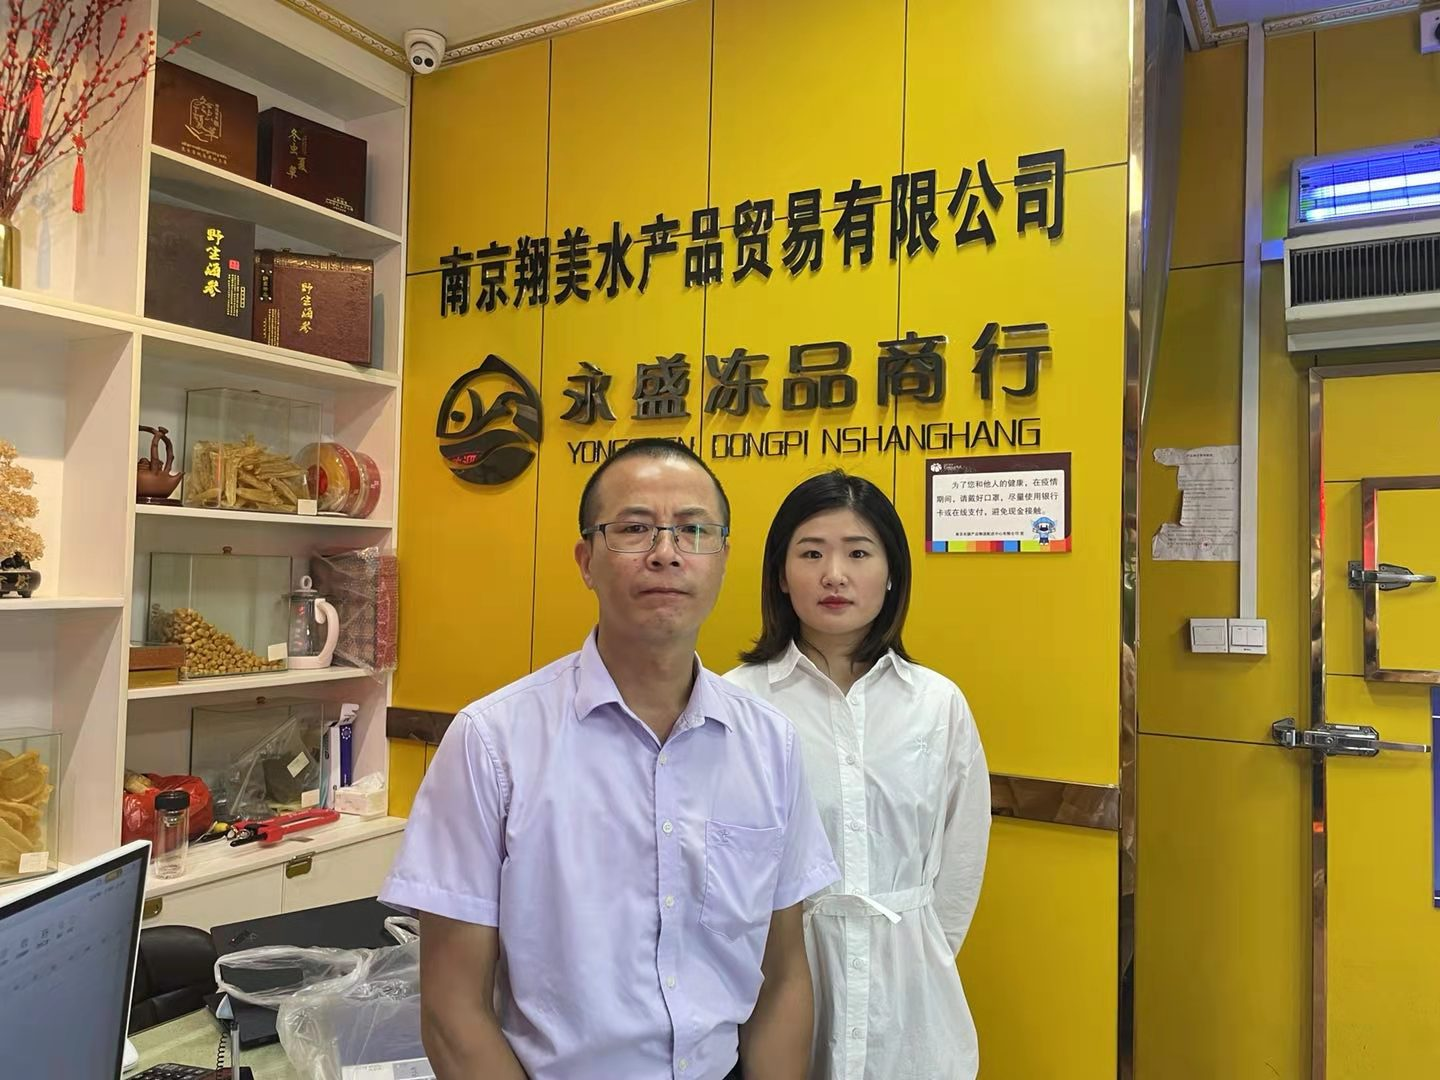 南京翔美水产品贸易有限公司
永盛冻品商行
DONGPI NSHANGHANG
为了您和他人的健康，在疫情
期间，请戴好口罩，尽量使用银行
卡或在线支付，避免现金接触。
冬虫
夏草
野生海参
野生海参